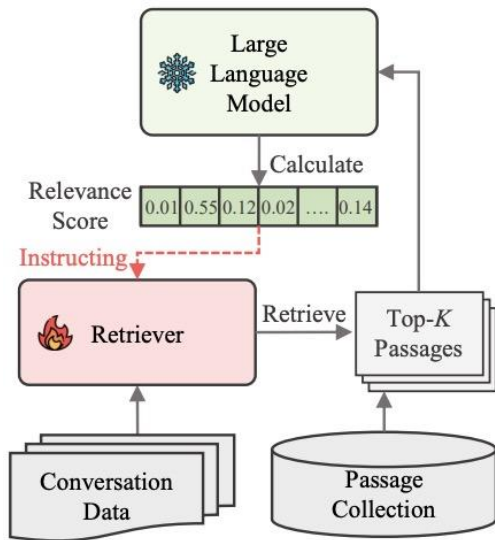 Large
Language
Model
Calculate
Relevance
Score
0.01 0.55 0.12 0.02 .... 0.14
Instructing
Retriever
Retrieve
Top-K
Passages
Conversation
Data
Passage
Collection